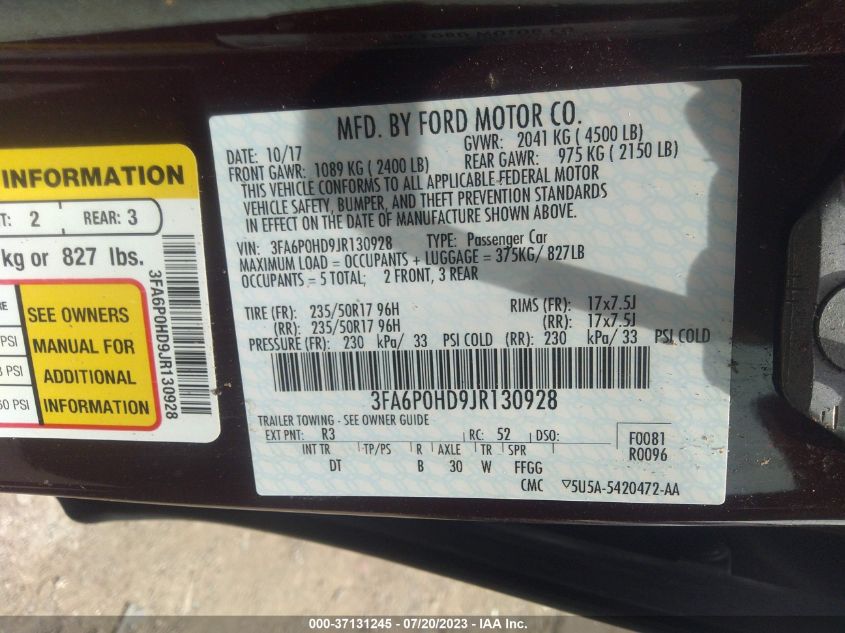 MFD. BY FORD MOTOR CO.
DATE: 10/17 GVWR: 2041 KG ( 4500 LB)
FRONT GAWR: 1089 KG ( 2400 LB) REAR GAWR: 975 KG ( 2150 LB)
THIS VEHICLE CONFORMS TO ALL APPLICABLE FEDERAL MOTOR
VEHICLE SAFETY, BUMPER, AND THEFT PREVENTION STANDARDS
IN EFFECT ON THE DATE OF MANUFACTURE SHOWN ABOVE.
VIN: 3FA6P0HD9JR130928 TYPE: Passenger Car
MAXIMUM LOAD = OCCUPANTS + LUGGAGE = 375KG/ 827LB
OCCUPANTS = 5 TOTAL; 2 FRONT, 3 REAR
TIRE (FR): 235/50R17 96H RIMS (FR): 17x7.5J
(RR): 235/50R17 96H (RR): 17x7.5J
PRESSURE (FR): 230 kPa/ 33 PSI COLD (RR): 230 kPa/ 33 PSI COLD
3FA6P0HD9JR130928
TRAILER TOWING - SEE OWNER GUIDE
EXT PNT: R3 RC: 52 DSO:
F0081
R0096
INT TR TP/PS R AXLE TR SPR
DT B 30 W FFGG
CMC ▽5U5A-5420472-AA
INFORMATION
T: 2 REAR: 3
kg or 827 lbs.
SEE OWNERS
MANUAL FOR
ADDITIONAL
INFORMATION
PSI
PSI
60 PSI
3FA6P0HD9JR130928
000-37131245 - 07/20/2023 - IAA Inc.